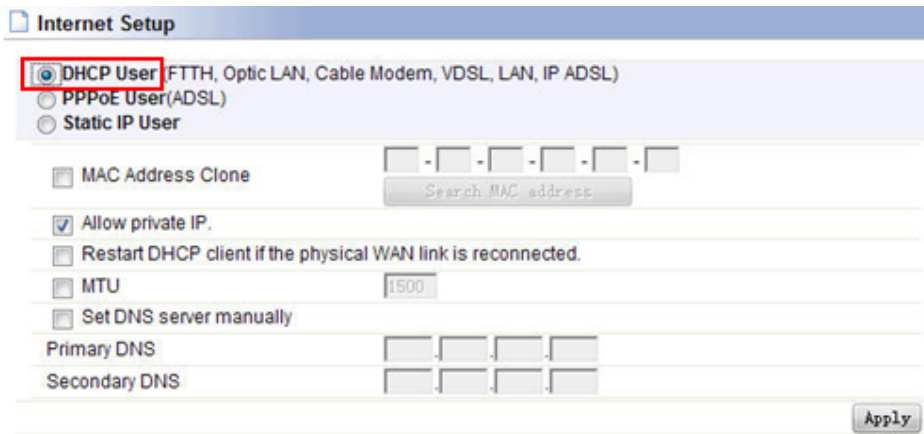 Internet Setup
DHCP User (FTTH, Optic LAN, Cable Modem, VDSL, LAN, IP ADSL)
PPPoE User(ADSL)
Static IP User
MAC Address Clone
- - - - -
Search MAC address
Allow private IP.
Restart DHCP client if the physical WAN link is reconnected.
MTU 1500
Set DNS server manually
Primary DNS . . .
Secondary DNS . . .
Apply